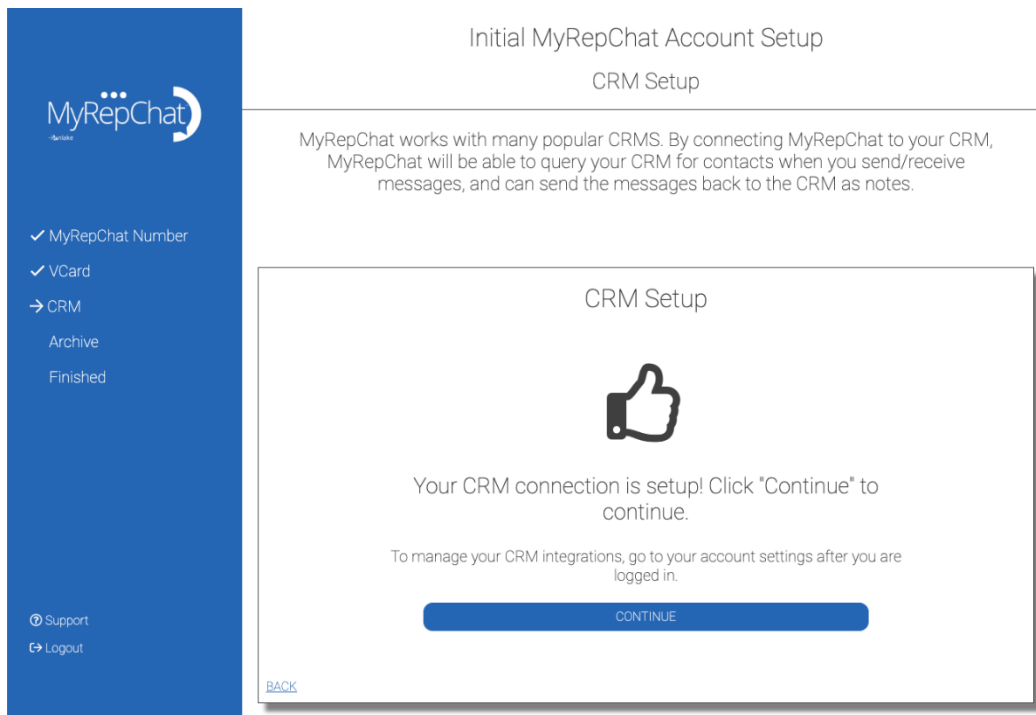 MyRepChat
MyRepChat Number
VCard
CRM
Archive
Finished
Support
Logout
Initial MyRepChat Account Setup
CRM Setup
MyRepChat works with many popular CRMS. By connecting MyRepChat to your CRM,
MyRepChat will be able to query your CRM for contacts when you send/receive
messages, and can send the messages back to the CRM as notes.
CRM Setup
Your CRM connection is setup! Click "Continue" to
continue.
To manage your CRM integrations, go to your account settings after you are
logged in.
CONTINUE
BACK